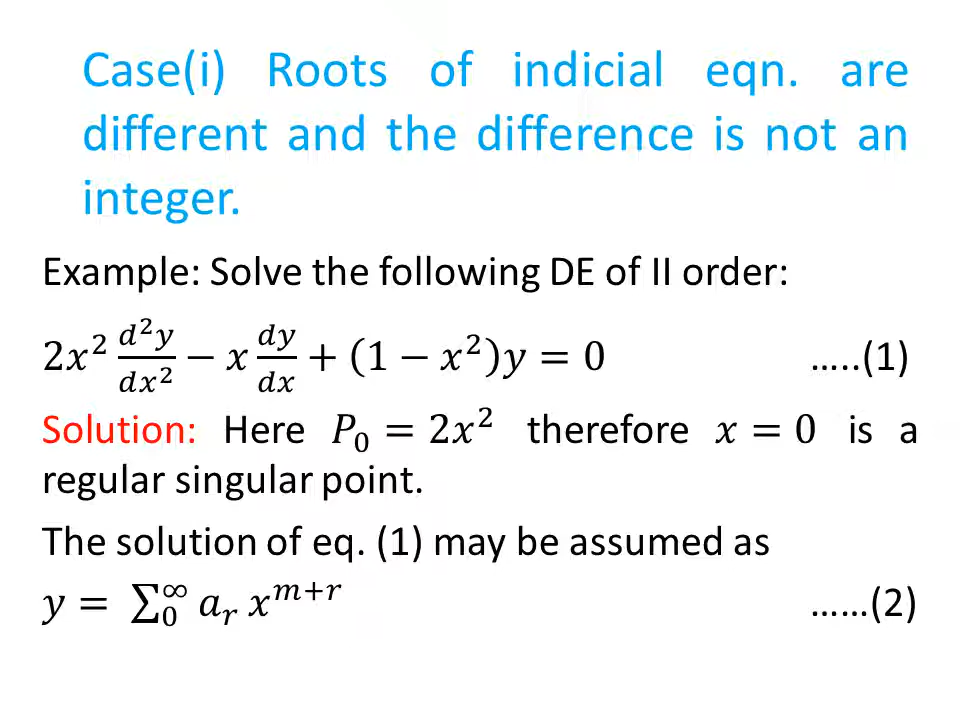 Case(i) Roots of indicial eqn. are
different and the difference is not an
integer.
Example: Solve the following DE of II order:
2x² d²y/dx² − x dy/dx + (1 − x²)y = 0 …..(1)
Solution: Here P₀ = 2x² therefore x = 0 is a
regular singular point.
The solution of eq. (1) may be assumed as
y = ∑₀^∞ aᵣ x^{m+r} ……(2)